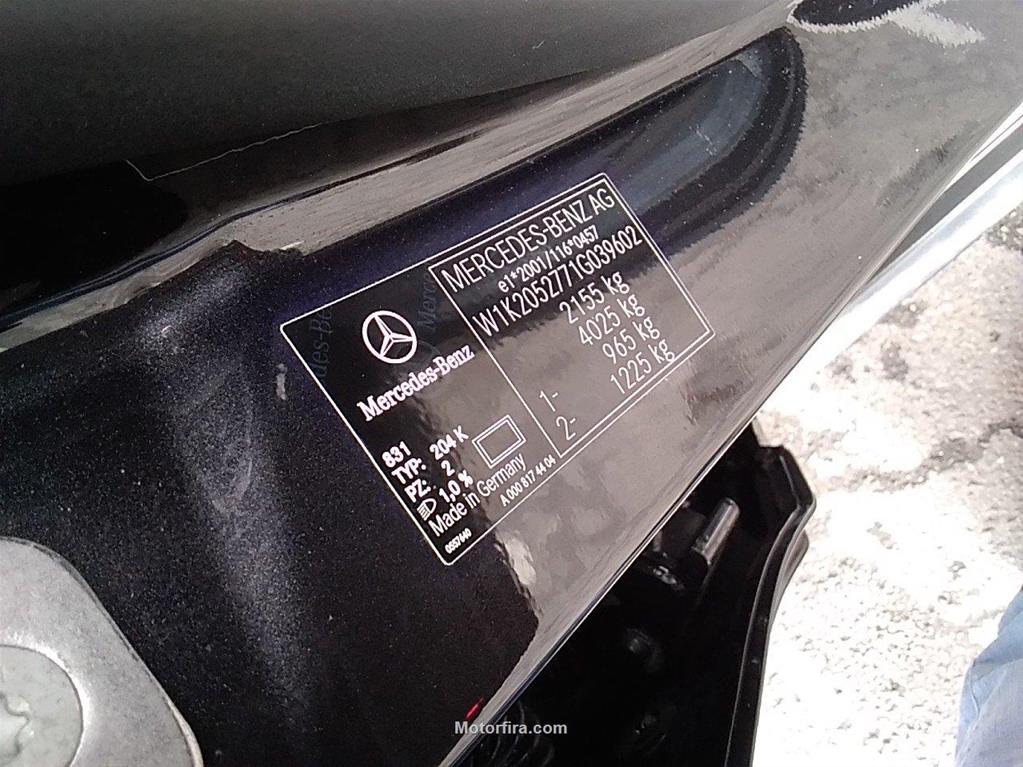 MERCEDES-BENZ AG
e1*2001/116*0457
W1K2052771G039602
2155 kg
4025 kg
1- 965 kg
2- 1225 kg
Mercedes-Benz
831
TYP: 204 K
PZ: 2
1,0 %
Made in Germany
0557640
A 000 817 44 04
Motorfira.com